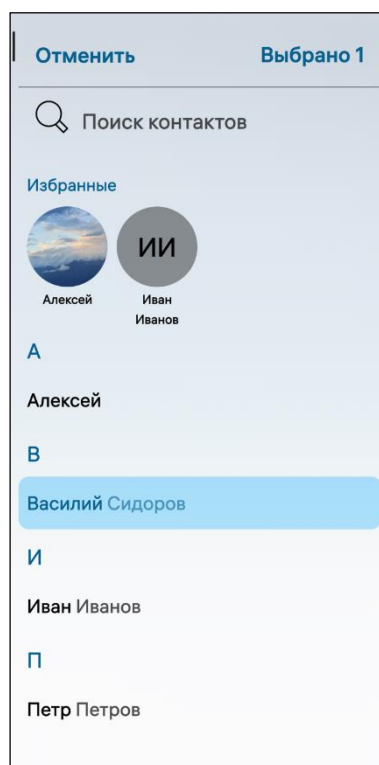 Отменить Выбрано 1
Поиск контактов
Избранные
ИИ
Алексей Иван
Иванов
А
Алексей
В
Василий Сидоров
И
Иван Иванов
П
Петр Петров